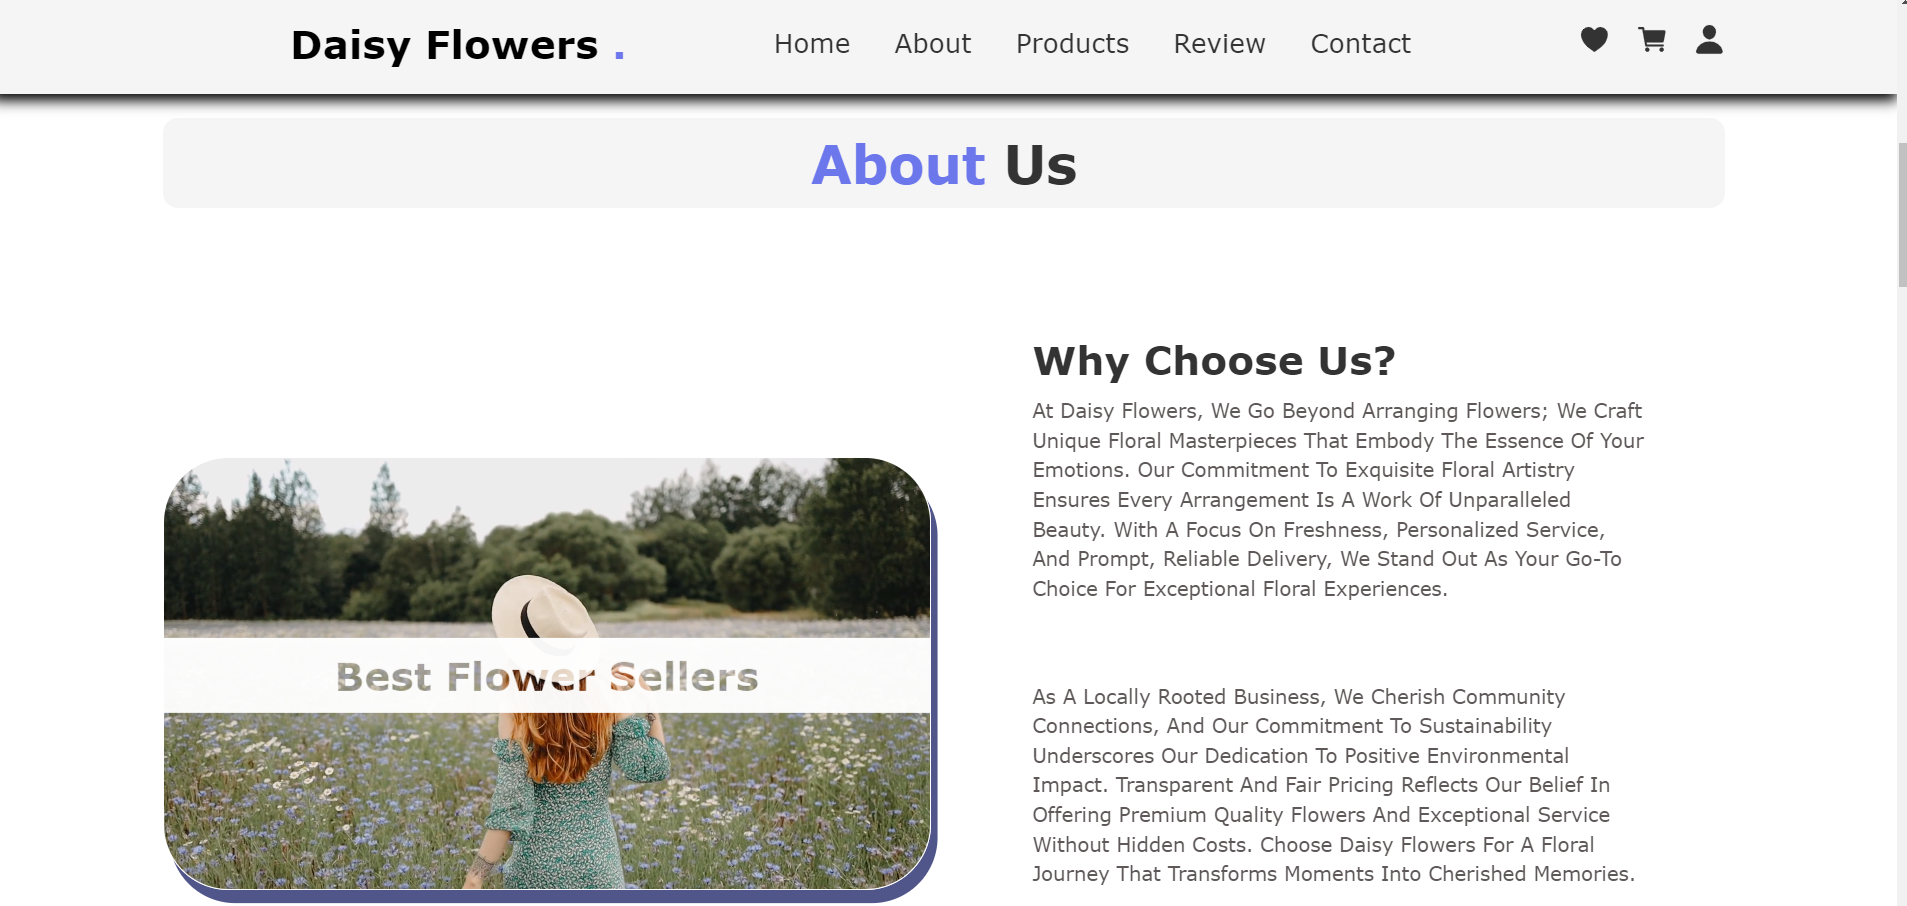 Daisy Flowers .
Home About Products Review Contact
About Us
Why Choose Us?
At Daisy Flowers, We Go Beyond Arranging Flowers; We Craft
Unique Floral Masterpieces That Embody The Essence Of Your
Emotions. Our Commitment To Exquisite Floral Artistry
Ensures Every Arrangement Is A Work Of Unparalleled
Beauty. With A Focus On Freshness, Personalized Service,
And Prompt, Reliable Delivery, We Stand Out As Your Go-To
Choice For Exceptional Floral Experiences.
Best Flower Sellers
As A Locally Rooted Business, We Cherish Community
Connections, And Our Commitment To Sustainability
Underscores Our Dedication To Positive Environmental
Impact. Transparent And Fair Pricing Reflects Our Belief In
Offering Premium Quality Flowers And Exceptional Service
Without Hidden Costs. Choose Daisy Flowers For A Floral
Journey That Transforms Moments Into Cherished Memories.